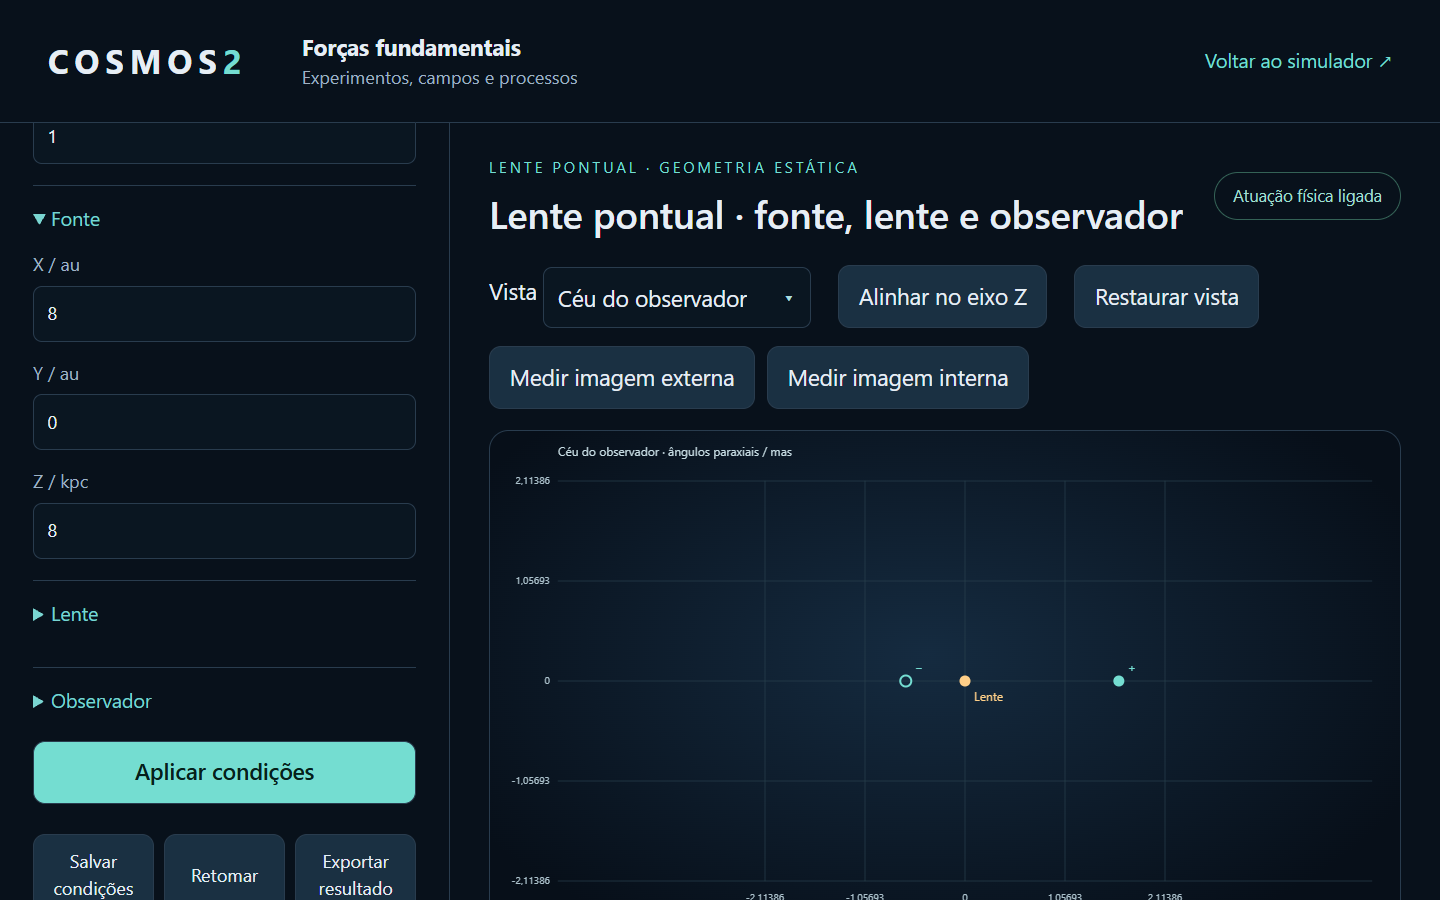 COSMOS2
Forças fundamentais
Experimentos, campos e processos
Voltar ao simulador ↗
1
▼ Fonte
X / au
8
Y / au
0
Z / kpc
8
▶ Lente
▶ Observador
Aplicar condições
Salvar condições
Retomar
Exportar resultado
LENTE PONTUAL · GEOMETRIA ESTÁTICA
Lente pontual · fonte, lente e observador
Atuação física ligada
Vista
Céu do observador
Alinhar no eixo Z
Restaurar vista
Medir imagem externa
Medir imagem interna
Céu do observador · ângulos paraxiais / mas
2,11386
1,05693
0
-1,05693
-2,11386
−
Lente
+
-2,11386
-1,05693
0
1,05693
2,11386